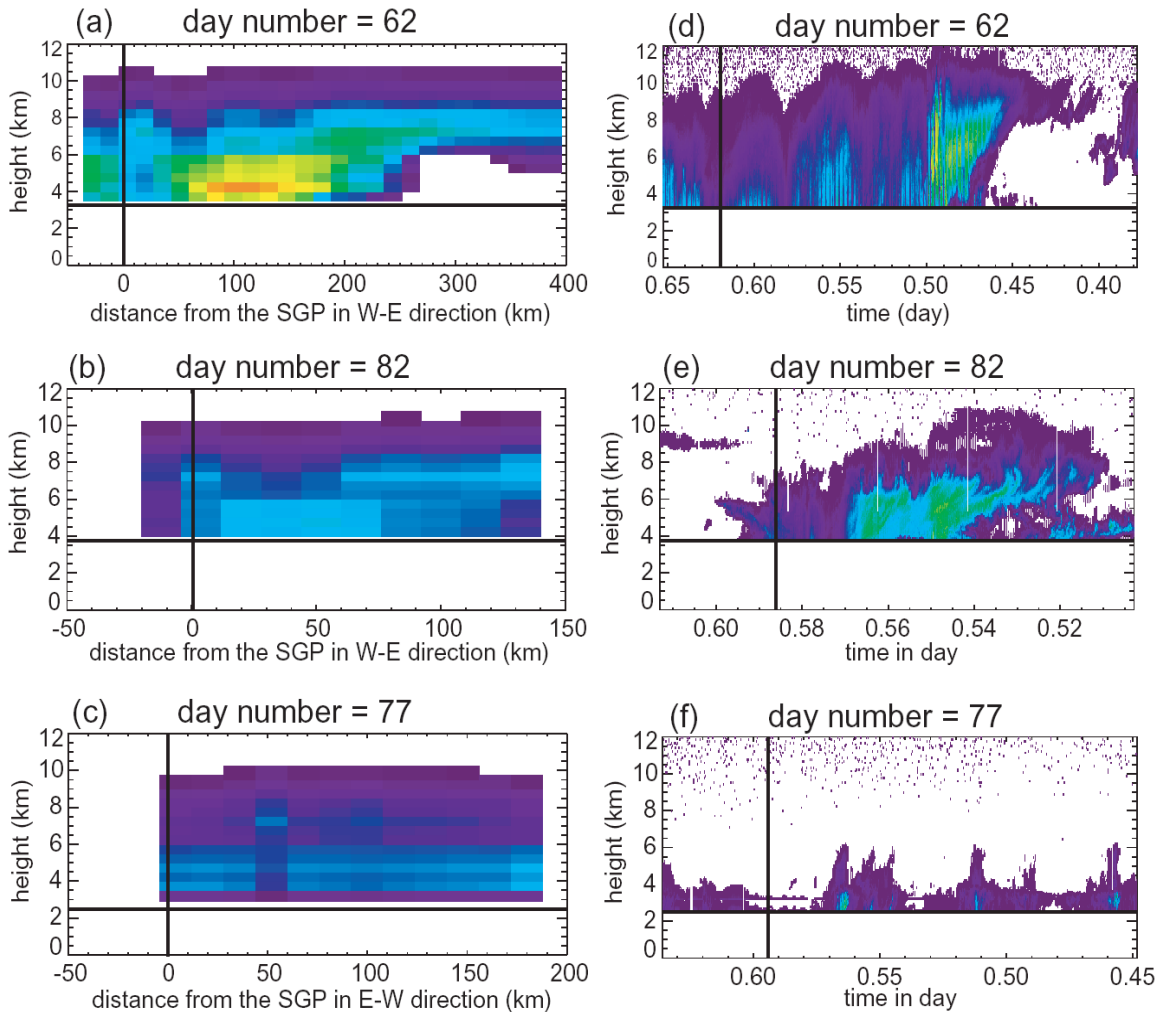 (a) day number = 62
12
10
8
6
4
2
0
height (km)
-50 0 50 100 150 200 250 300 350 400
distance from the SGP in W-E direction (km)
(d) day number = 62
12
10
8
6
4
2
0
height (km)
0.65 0.60 0.55 0.50 0.45 0.40
time (day)
(b) day number = 82
12
10
8
6
4
2
0
height (km)
-50 0 50 100 150
distance from the SGP in W-E direction (km)
(e) day number = 82
12
10
8
6
4
2
0
height (km)
0.60 0.58 0.56 0.54 0.52
time in day
(c) day number = 77
12
10
8
6
4
2
0
height (km)
-50 0 50 100 150 200
distance from the SGP in E-W direction (km)
(f) day number = 77
12
10
8
6
4
2
0
height (km)
0.60 0.55 0.50 0.45
time in day